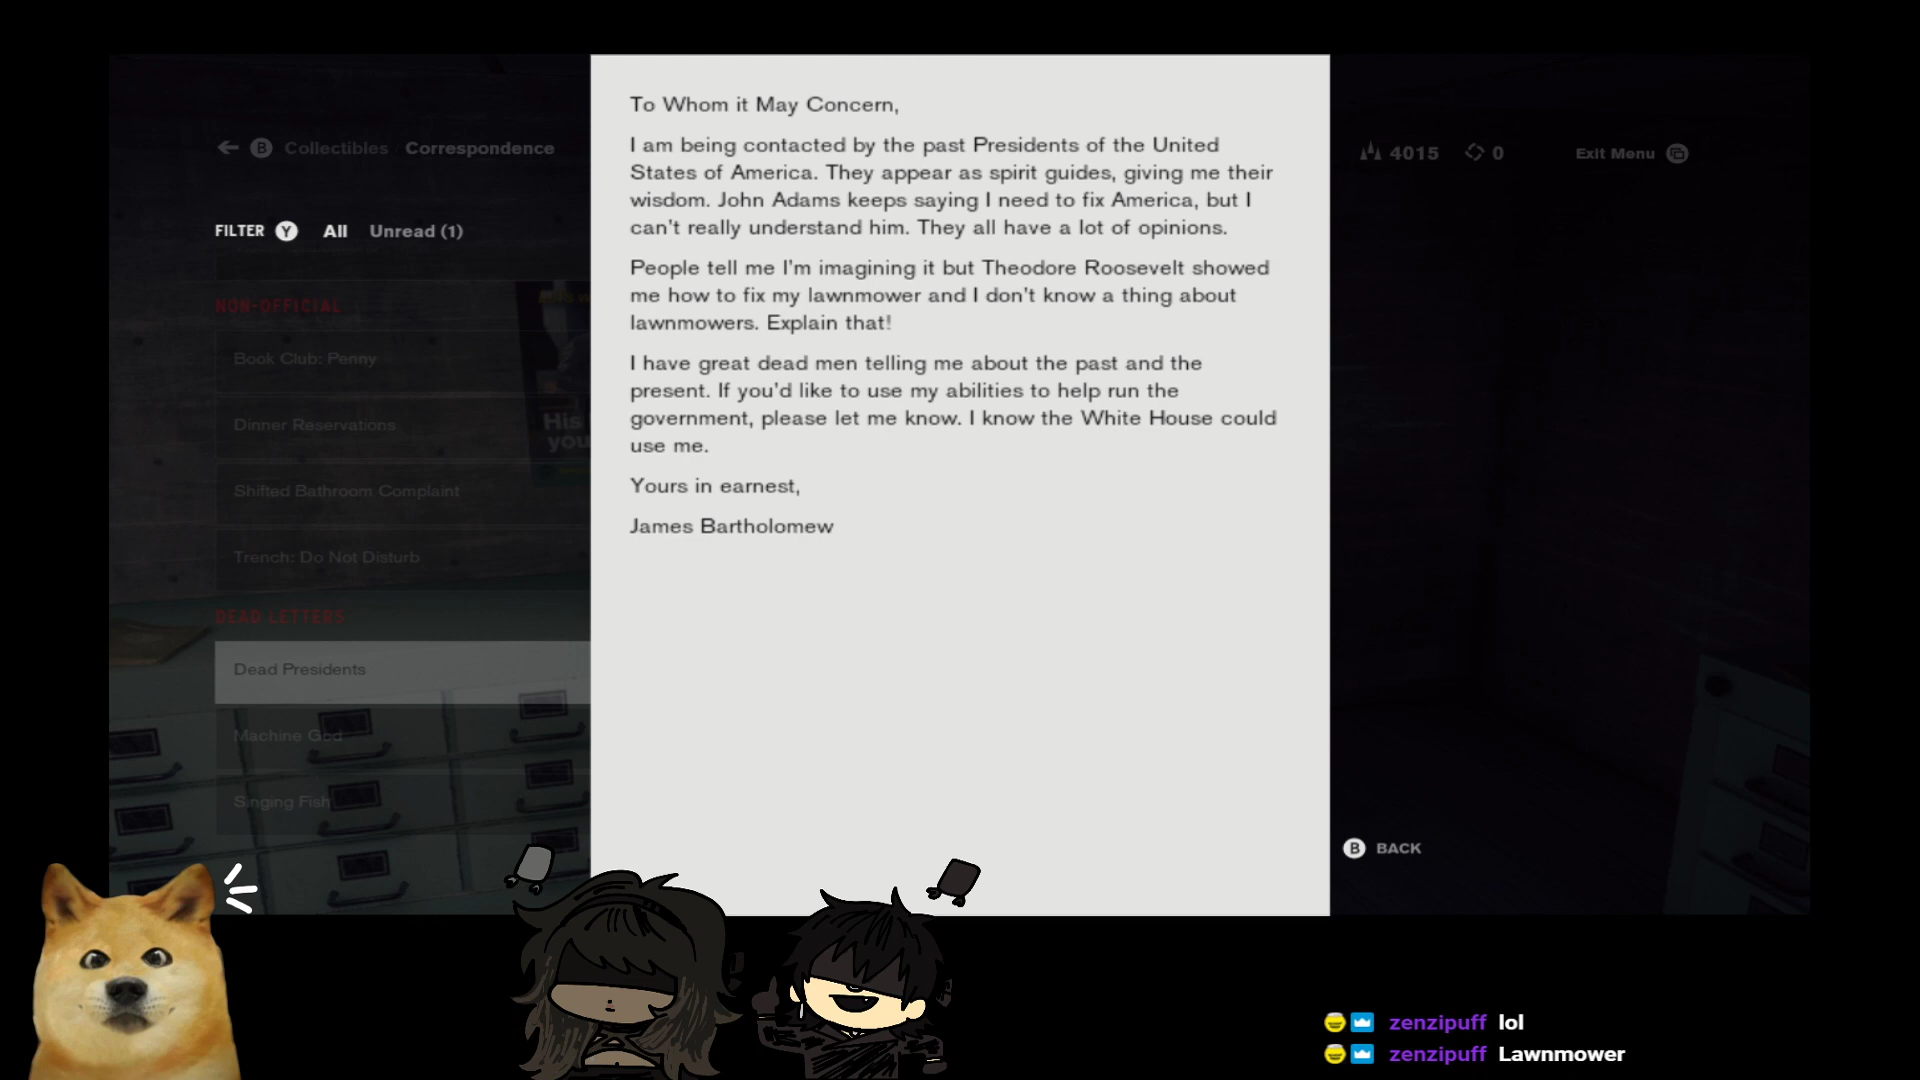 To Whom it May Concern,
I am being contacted by the past Presidents of the United
States of America. They appear as spirit guides, giving me their
wisdom. John Adams keeps saying I need to fix America, but I
can't really understand him. They all have a lot of opinions.
People tell me I'm imagining it but Theodore Roosevelt showed
me how to fix my lawnmower and I don't know a thing about
lawnmowers. Explain that!
I have great dead men telling me about the past and the
present. If you'd like to use my abilities to help run the
government, please let me know. I know the White House could
use me.
Yours in earnest,
James Bartholomew
B Collectibles Correspondence
4015 0 Exit Menu
FILTER Y All Unread (1)
NON-OFFICIAL
Book Club: Penny
Dinner Reservations
Shifted Bathroom Complaint
Trench: Do Not Disturb
DEAD LETTERS
Dead Presidents
Machine God
Singing Fish
His
you
B BACK
zenzipuff lol
zenzipuff Lawnmower